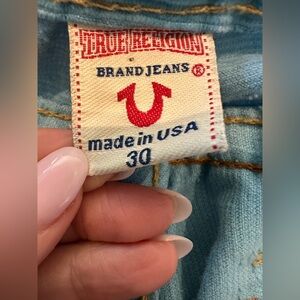 TRUE RELIGION
BRAND JEANS ®
made in USA
30